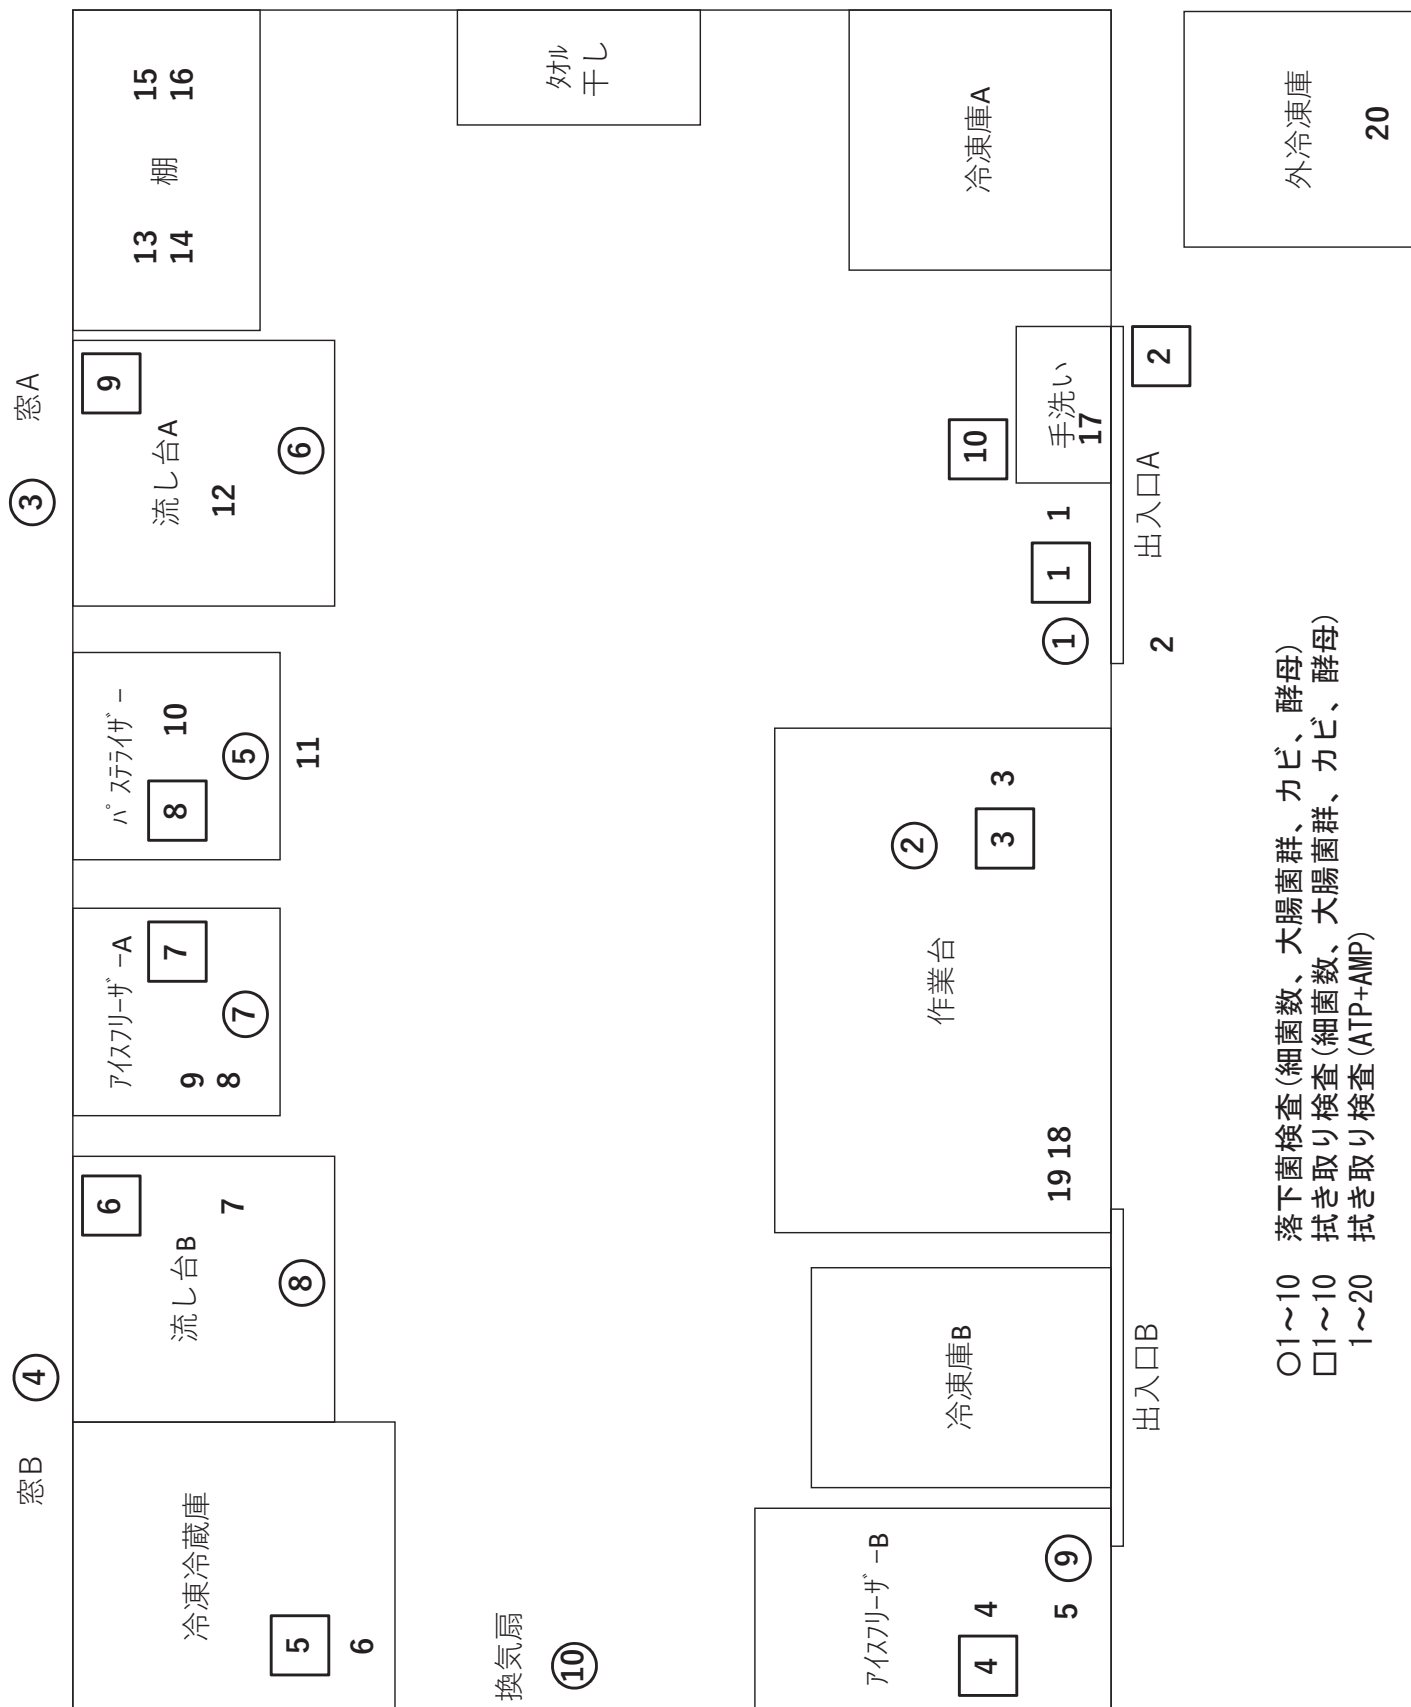 窓B
④
③
窓A
冷凍冷蔵庫
5
6
流し台B
6
7
⑧
ｱｲｽﾌﾘｰｻﾞｰA
7
9
8
⑦
ﾊﾟｽﾃﾗｲｻﾞｰ
8
10
⑤
11
流し台A
9
12
⑥
棚
13
14
15
16
換気扇
⑩
ﾀｵﾙ
干し
ｱｲｽﾌﾘｰｻﾞｰB
4
4
5
⑨
冷凍庫B
作業台
②
3
3
19 18
①
1
1
10
手洗い
17
冷凍庫A
出入口B
2
出入口A
2
外冷凍庫
20
○1～10 落下菌検査(細菌数、大腸菌群、カビ、酵母)
□1～10 拭き取り検査(細菌数、大腸菌群、カビ、酵母)
1～20 拭き取り検査(ATP+AMP)